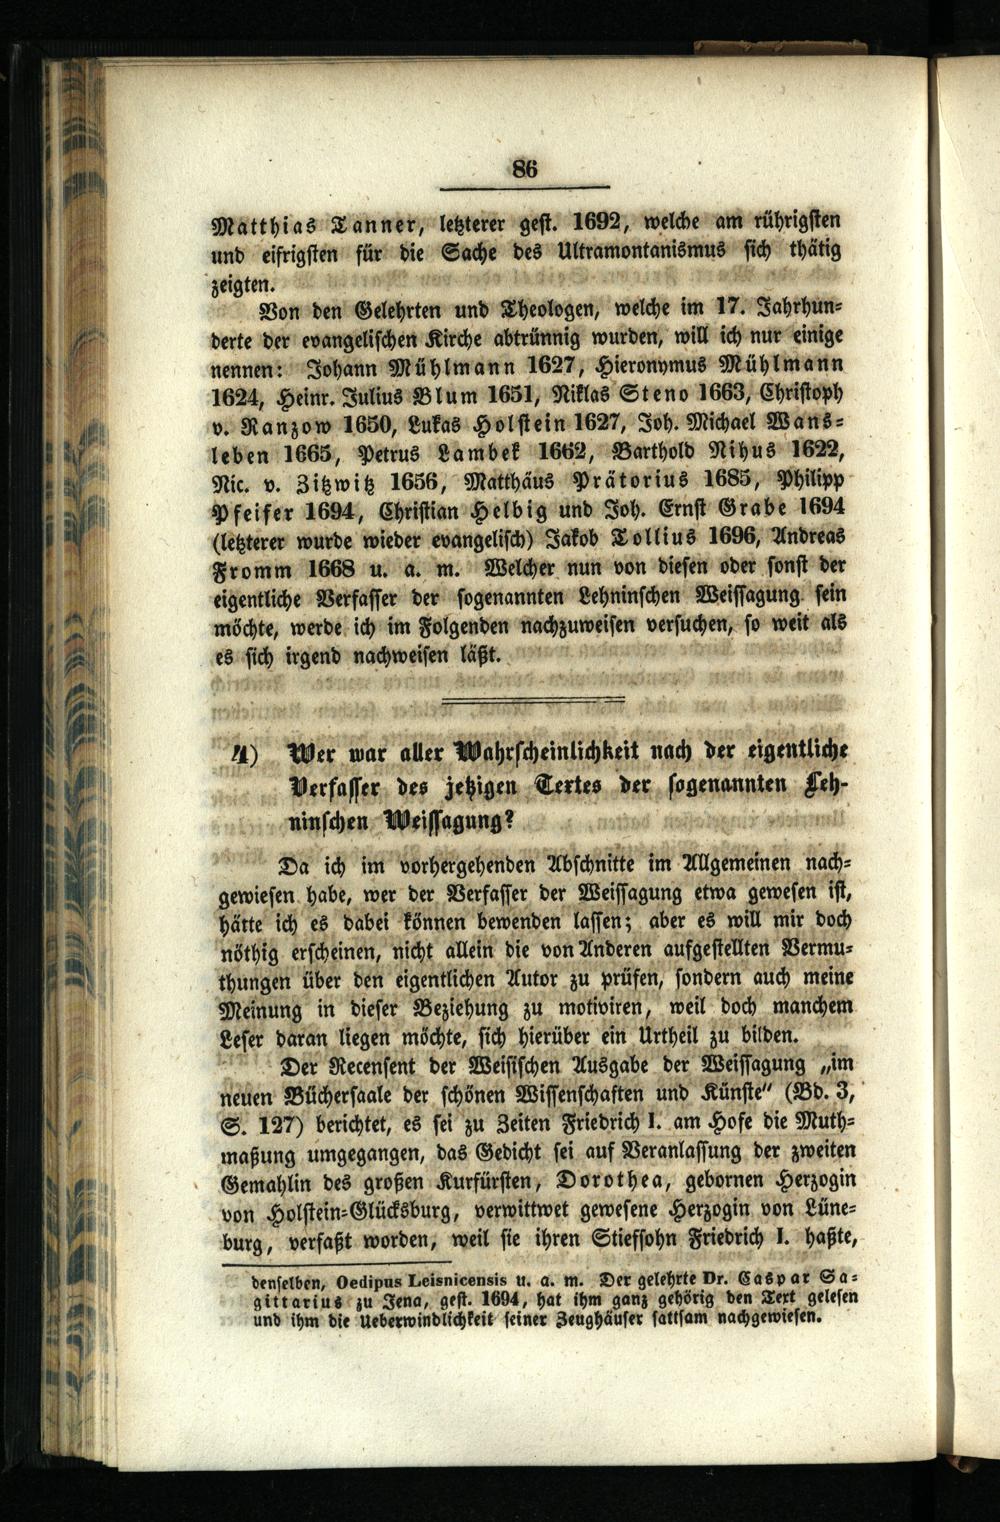 86
Matthias Tanner, letzterer gest. 1692, welche am rührigsten
und eifrigsten für die Sache des Ultramontanismus sich thätig
zeigten.
Von den Gelehrten und Theologen, welche im 17. Jahrhun-
derte der evangelischen Kirche abtrünnig wurden, will ich nur einige
nennen: Johann Mühlmann 1627, Hieronymus Mühlmann
1624, Heinr. Julius Blum 1651, Niklas Steno 1663, Christoph
v. Ranzow 1650, Lukas Holstein 1627, Joh. Michael Wans-
leben 1665, Petrus Lambek 1662, Barthold Nihus 1622,
Nic. v. Zitzwitz 1656, Matthäus Prätorius 1685, Philipp
Pfeifer 1694, Christian Helbig und Joh. Ernst Grabe 1694
(letzterer wurde wieder evangelisch) Jakob Tollius 1696, Andreas
Fromm 1668 u. a. m. Welcher nun von diesen oder sonst der
eigentliche Verfasser der sogenannten Lehninschen Weissagung sein
möchte, werde ich im Folgenden nachzuweisen versuchen, so weit als
es sich irgend nachweisen läßt.
4) Wer war aller Wahrscheinlichkeit nach der eigentliche
Verfasser des jetzigen Textes der sogenannten Leh-
ninschen Weissagung?
Da ich im vorhergehenden Abschnitte im Allgemeinen nach-
gewiesen habe, wer der Verfasser der Weissagung etwa gewesen ist,
hätte ich es dabei können bewenden lassen; aber es will mir doch
nöthig erscheinen, nicht allein die von Anderen aufgestellten Vermu-
thungen über den eigentlichen Autor zu prüfen, sondern auch meine
Meinung in dieser Beziehung zu motiviren, weil doch manchem
Leser daran liegen möchte, sich hierüber ein Urtheil zu bilden.
Der Recensent der Weisischen Ausgabe der Weissagung „im
neuen Büchersaale der schönen Wissenschaften und Künste" (Bd. 3,
S. 127) berichtet, es sei zu Zeiten Friedrich I. am Hofe die Muth-
maßung umgegangen, das Gedicht sei auf Veranlassung der zweiten
Gemahlin des großen Kurfürsten, Dorothea, gebornen Herzogin
von Holstein-Glücksburg, verwittwet gewesene Herzogin von Lüne-
burg, verfaßt worden, weil sie ihren Stiefsohn Friedrich I. haßte,
denselben, Oedipus Leisnicensis u. a. m. Der gelehrte Dr. Caspar Sa-
gittarius zu Jena, gest. 1694, hat ihm ganz gehörig den Text gelesen
und ihm die Ueberwindlichkeit seiner Zeughäuser sattsam nachgewiesen.